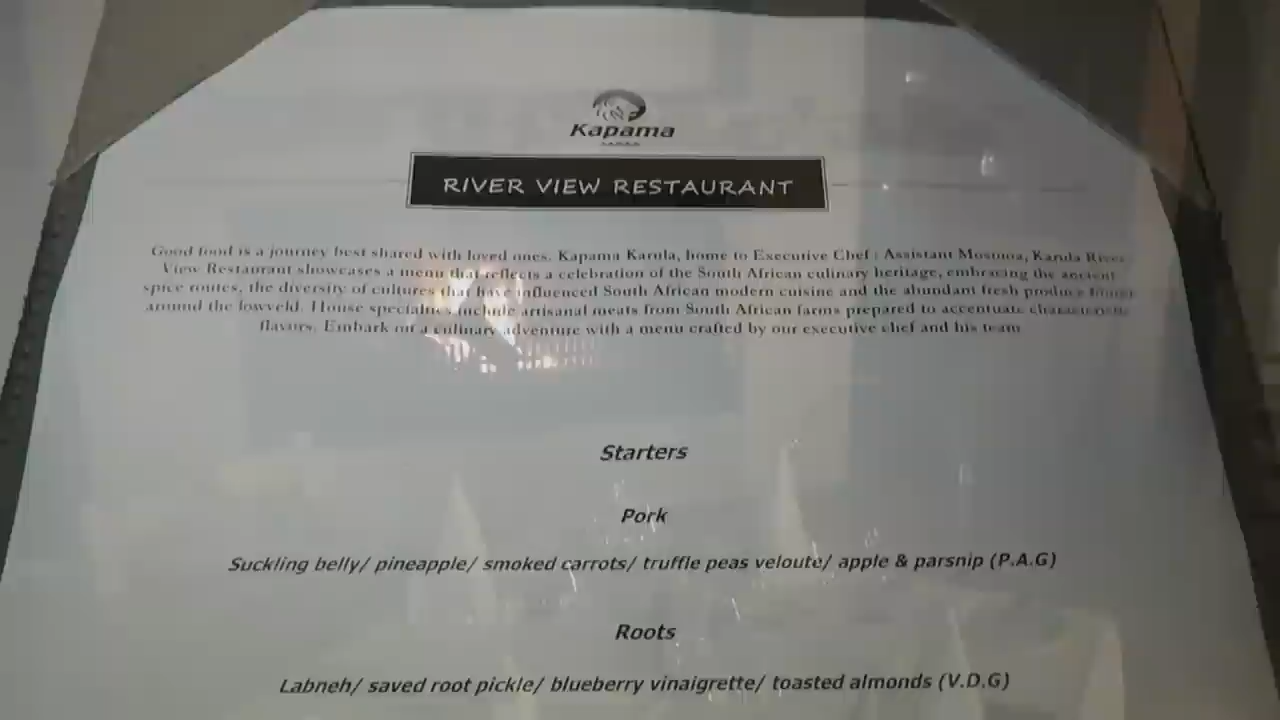 Kapama
RIVER VIEW RESTAURANT
Good food is a journey best shared with loved ones. Kapama Karula, home to Executive Chef : Assistant Karula River
View Restaurant showcases a menu that reflects a celebration of the South African culinary heritage, embracing the ancient
spice routes, the diversity of cultures that have influenced South African modern cuisine and the abundant fresh produce found
around the lowveld. House specialties include artisanal meats from South African farms prepared to accentuate characteristic
flavors. Embark on a culinary adventure with a menu crafted by our executive chef and his team
Starters
Pork
Suckling belly/ pineapple/ smoked carrots/ truffle peas veloute/ apple & parsnip (P.A.G)
Roots
Labneh/ saved root pickle/ blueberry vinaigrette/ toasted almonds (V.D.G)